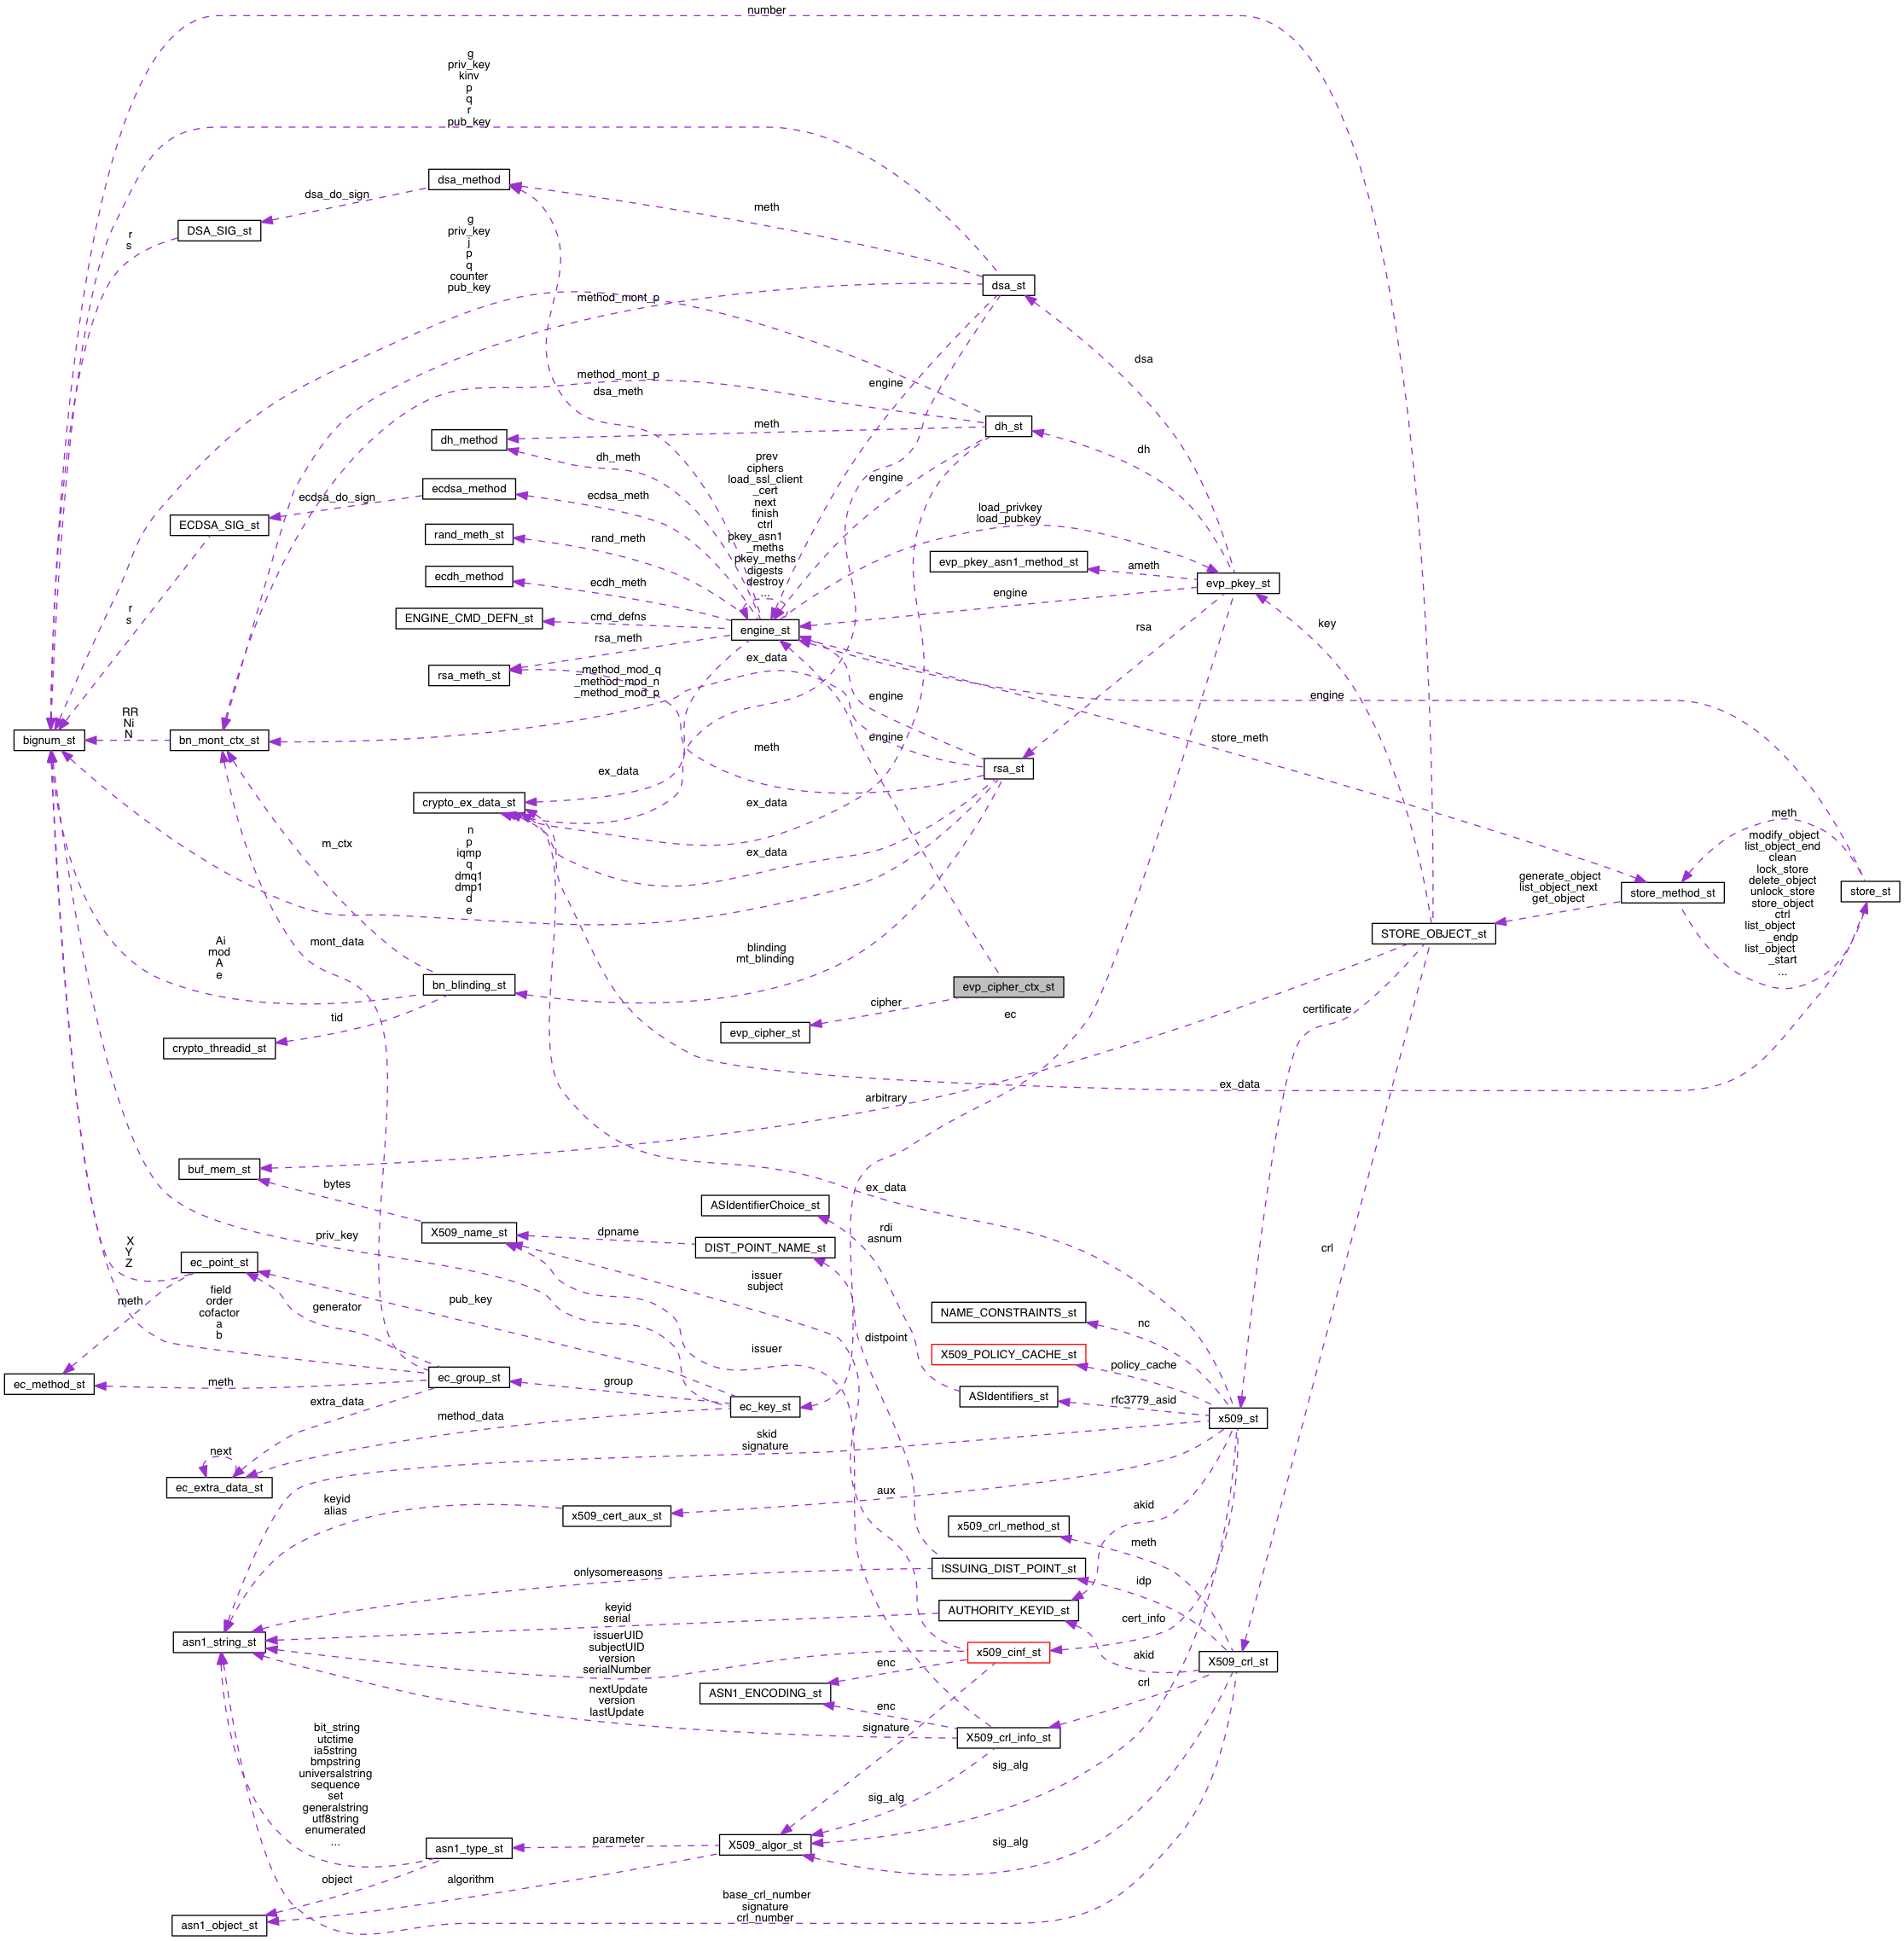 number
g
priv_key
kinv
p
q
r
pub_key
dsa_method
dsa_do_sign
meth
DSA_SIG_st
r
s
g
priv_key
j
p
q
counter
pub_key
dsa_st
method_mont_p
dsa
method_mont_p
dsa_meth
engine
dh_st
meth
dh_method
dh
dh_meth
prev
ciphers
load_ssl_client
_cert
next
finish
ctrl
pkey_asn1
_meths
pkey_meths
digests
destroy
...
engine
ecdsa_method
ecdsa_do_sign
ecdsa_meth
load_privkey
load_pubkey
ECDSA_SIG_st
rand_meth_st
rand_meth
evp_pkey_asn1_method_st
ameth
evp_pkey_st
ecdh_method
ecdh_meth
engine
r
s
ENGINE_CMD_DEFN_st
cmd_defns
engine_st
key
rsa
rsa_meth
rsa_meth_st
ex_data
_method_mod_q
_method_mod_n
_method_mod_p
engine
engine
RR
Ni
N
bignum_st
bn_mont_ctx_st
engine
store_meth
meth
ex_data
rsa_st
crypto_ex_data_st
ex_data
meth
n
p
iqmp
q
dmq1
dmp1
d
e
m_ctx
ex_data
modify_object
list_object_end
clean
lock_store
delete_object
unlock_store
store_object
ctrl
list_object
_endp
list_object
_start
...
generate_object
list_object_next
get_object
store_method_st
store_st
STORE_OBJECT_st
Ai
mod
A
e
mont_data
blinding
mt_blinding
bn_blinding_st
evp_cipher_ctx_st
cipher
ec
certificate
tid
evp_cipher_st
crypto_threadid_st
ex_data
arbitrary
buf_mem_st
bytes
ex_data
ASIdentifierChoice_st
rdi
asnum
X509_name_st
dpname
priv_key
DIST_POINT_NAME_st
X
Y
Z
crl
ec_point_st
issuer
subject
meth
field
order
cofactor
a
b
generator
pub_key
NAME_CONSTRAINTS_st
nc
distpoint
issuer
X509_POLICY_CACHE_st
policy_cache
ec_method_st
meth
ec_group_st
group
ASIdentifiers_st
rfc3779_asid
extra_data
ec_key_st
x509_st
method_data
skid
signature
next
ec_extra_data_st
aux
keyid
alias
x509_cert_aux_st
akid
x509_crl_method_st
meth
onlysomereasons
ISSUING_DIST_POINT_st
idp
keyid
serial
AUTHORITY_KEYID_st
cert_info
asn1_string_st
issuerUID
subjectUID
version
serialNumber
x509_cinf_st
akid
X509_crl_st
enc
crl
ASN1_ENCODING_st
nextUpdate
version
lastUpdate
enc
signature
X509_crl_info_st
bit_string
utctime
ia5string
bmpstring
universalstring
sequence
set
generalstring
utf8string
enumerated
...
sig_alg
sig_alg
asn1_type_st
parameter
X509_algor_st
sig_alg
object
algorithm
base_crl_number
signature
crl_number
asn1_object_st